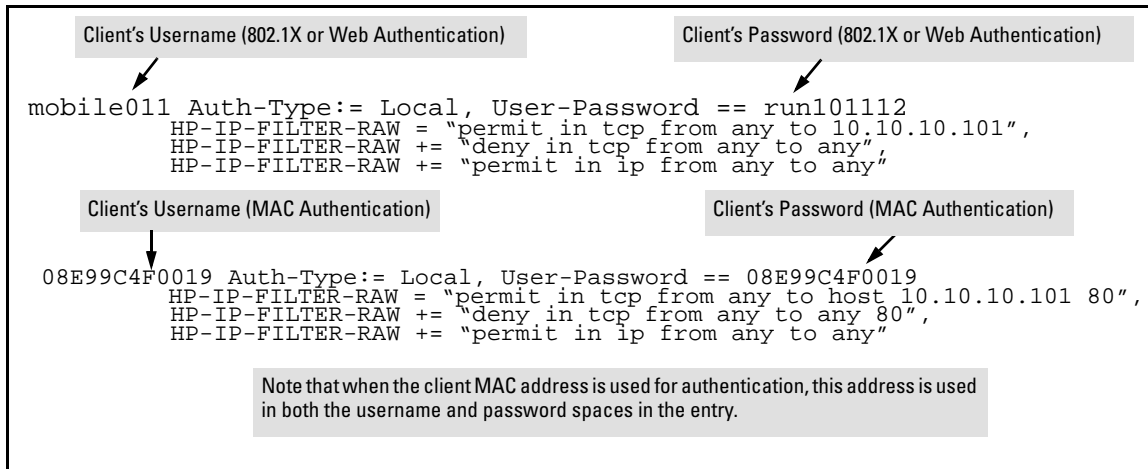 Client's Username (802.1X or Web Authentication)
Client's Password (802.1X or Web Authentication)
mobile011 Auth-Type:= Local, User-Password == run101112
HP-IP-FILTER-RAW = “permit in tcp from any to 10.10.10.101”,
HP-IP-FILTER-RAW += “deny in tcp from any to any”,
HP-IP-FILTER-RAW += “permit in ip from any to any”
Client's Username (MAC Authentication)
Client's Password (MAC Authentication)
08E99C4F0019 Auth-Type:= Local, User-Password == 08E99C4F0019
HP-IP-FILTER-RAW = “permit in tcp from any to host 10.10.10.101 80”,
HP-IP-FILTER-RAW += “deny in tcp from any to any 80”,
HP-IP-FILTER-RAW += “permit in ip from any to any”
Note that when the client MAC address is used for authentication, this address is used
in both the username and password spaces in the entry.